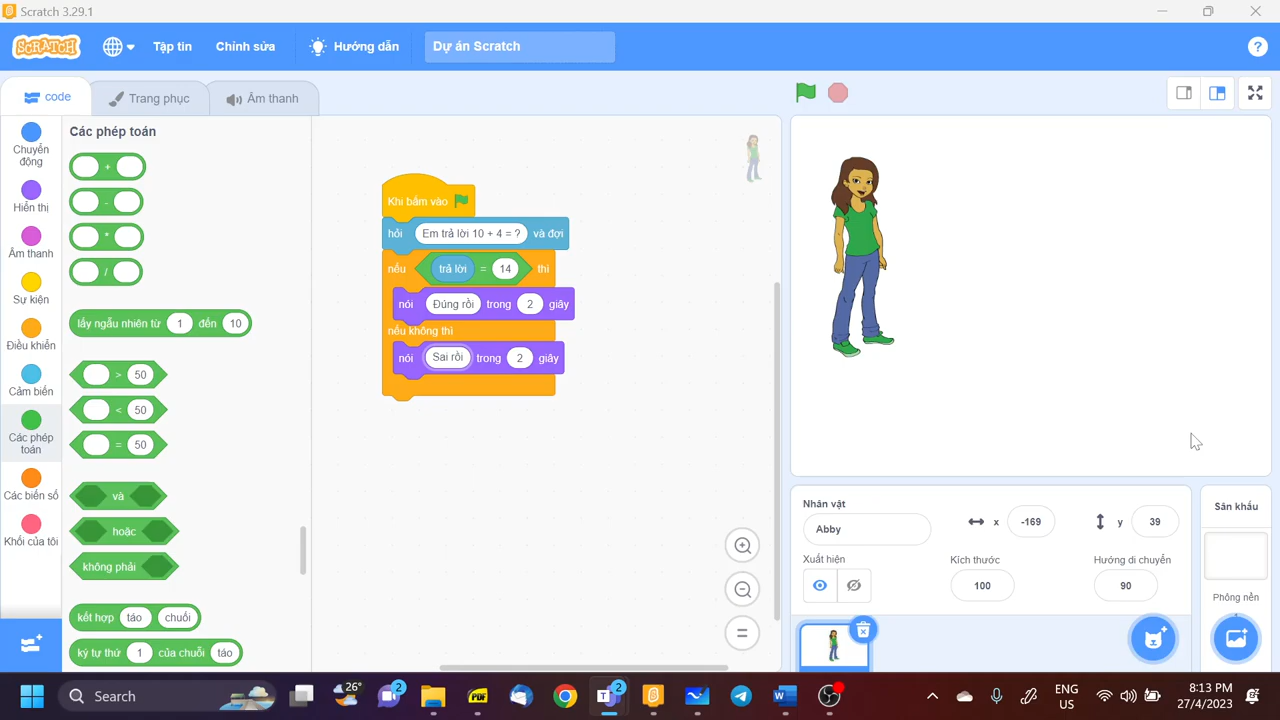 Scratch 3.29.1
SCRATCH Tập tin Chỉnh sửa Hướng dẫn Dự án Scratch ?
code Trang phục Âm thanh
Chuyển động
Hiển thị
Âm thanh
Sự kiện
Điều khiển
Cảm biến
Các phép toán
Các biến số
Khối của tôi
Các phép toán
+
-
*
/
lấy ngẫu nhiên từ 1 đến 10
> 50
< 50
= 50
và
hoặc
không phải
kết hợp táo chuối
ký tự thứ 1 của chuỗi táo
Khi bấm vào
hỏi Em trả lời 10 + 4 = ? và đợi
nếu trả lời = 14 thì
nói Đúng rồi trong 2 giây
nếu không thì
nói Sai rồi trong 2 giây
Nhân vật
Abby
x -169 y 39
Xuất hiện Kích thước Hướng di chuyển
100 90
Sân khấu
Phông nền
Search 26° 2 PDF T 2 W ENG US 8:13 PM 27/4/2023